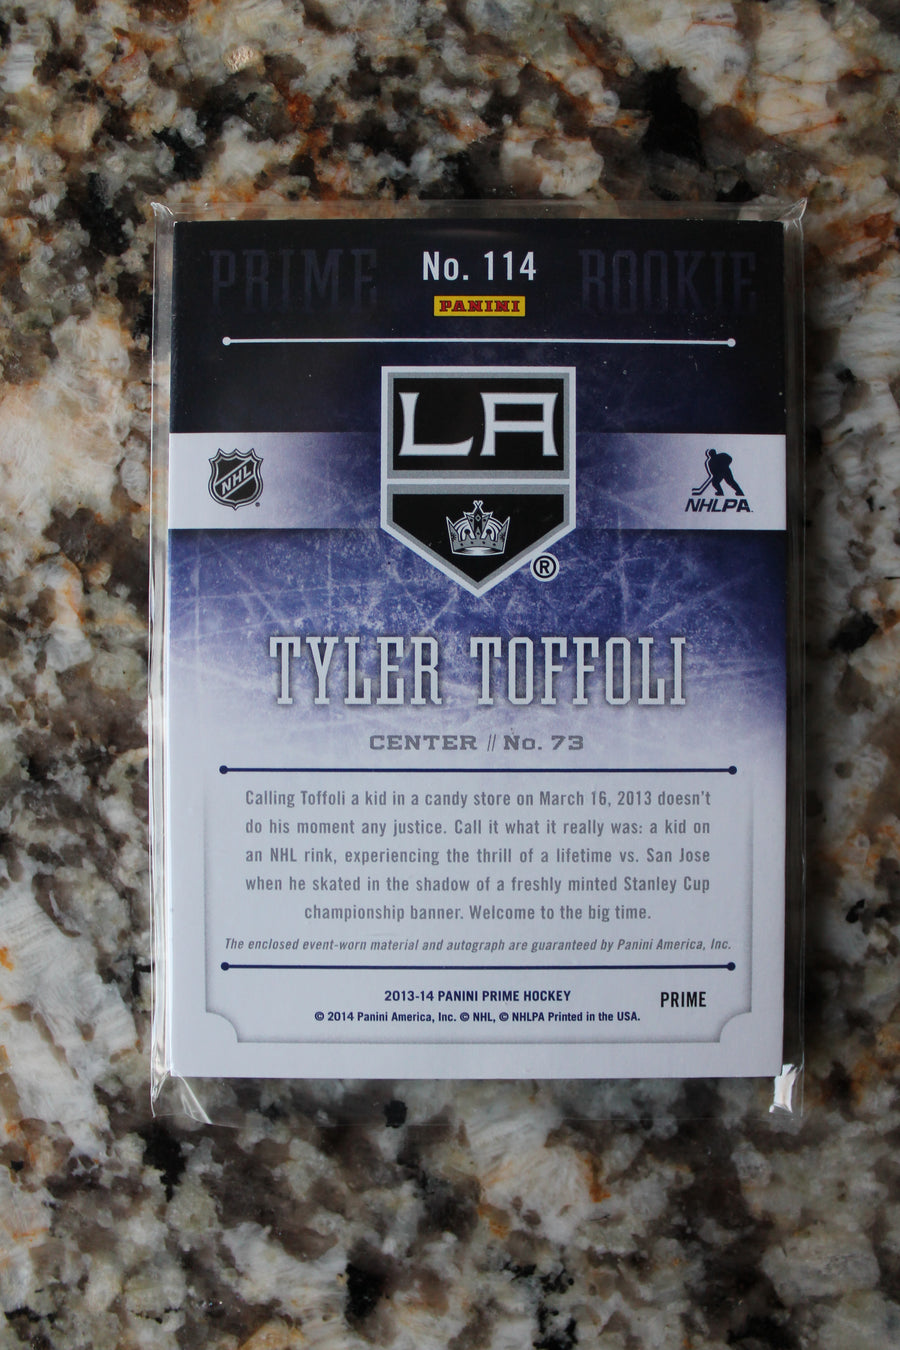 PRIME No. 114 ROOKIE
PANINI
LA
NHL
NHLPA
®
TYLER TOFFOLI
CENTER // No. 73
Calling Toffoli a kid in a candy store on March 16, 2013 doesn't
do his moment any justice. Call it what it really was: a kid on
an NHL rink, experiencing the thrill of a lifetime vs. San Jose
when he skated in the shadow of a freshly minted Stanley Cup
championship banner. Welcome to the big time.
The enclosed event-worn material and autograph are guaranteed by Panini America, Inc.
2013-14 PANINI PRIME HOCKEY
PRIME
© 2014 Panini America, Inc. © NHL, © NHLPA Printed in the USA.